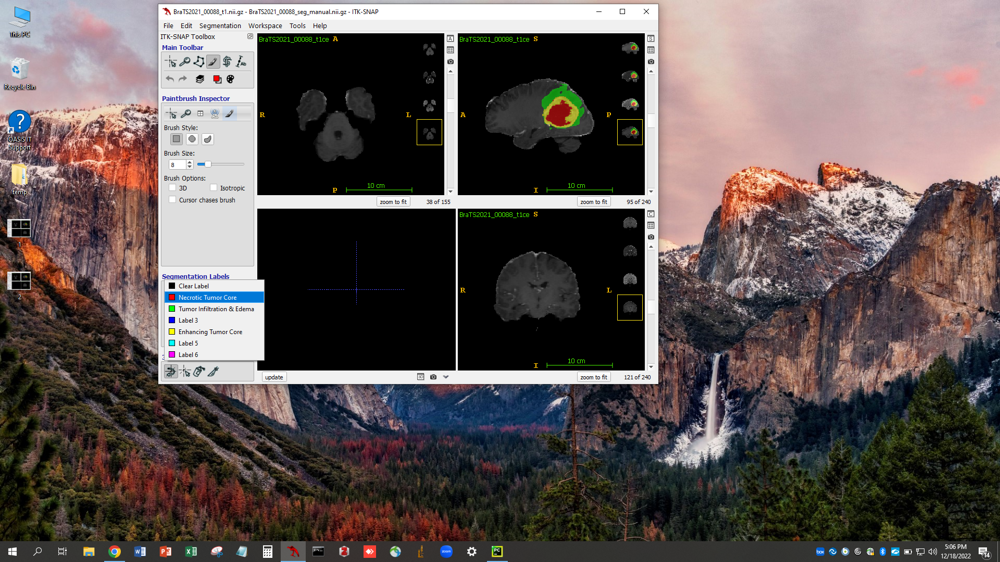 This PC
Recycle Bin
OASIS IT
Support
temp
1
2
BraTS2021_00088_t1.nii.gz - BraTS2021_00088_seg_manual.nii.gz - ITK-SNAP
File Edit Segmentation Workspace Tools Help
ITK-SNAP Toolbox
Main Toolbar
Ab
Paintbrush Inspector
Brush Style:
Brush Size:
8
Brush Options:
3D Isotropic
Cursor chases brush
Segmentation Labels
Clear Label
Necrotic Tumor Core
Tumor Infiltration & Edema
Label 3
Enhancing Tumor Core
Label 5
Label 6
BraTS2021_00088_t1ce A
R L
P 10 cm
zoom to fit 38 of 155
A
BraTS2021_00088_t1ce S
A P
I 10 cm
zoom to fit 95 of 240
S
update
3D
BraTS2021_00088_t1ce S
R L
I 10 cm
zoom to fit 121 of 240
C
zoom
PC
box
5:06 PM
12/18/2022
14